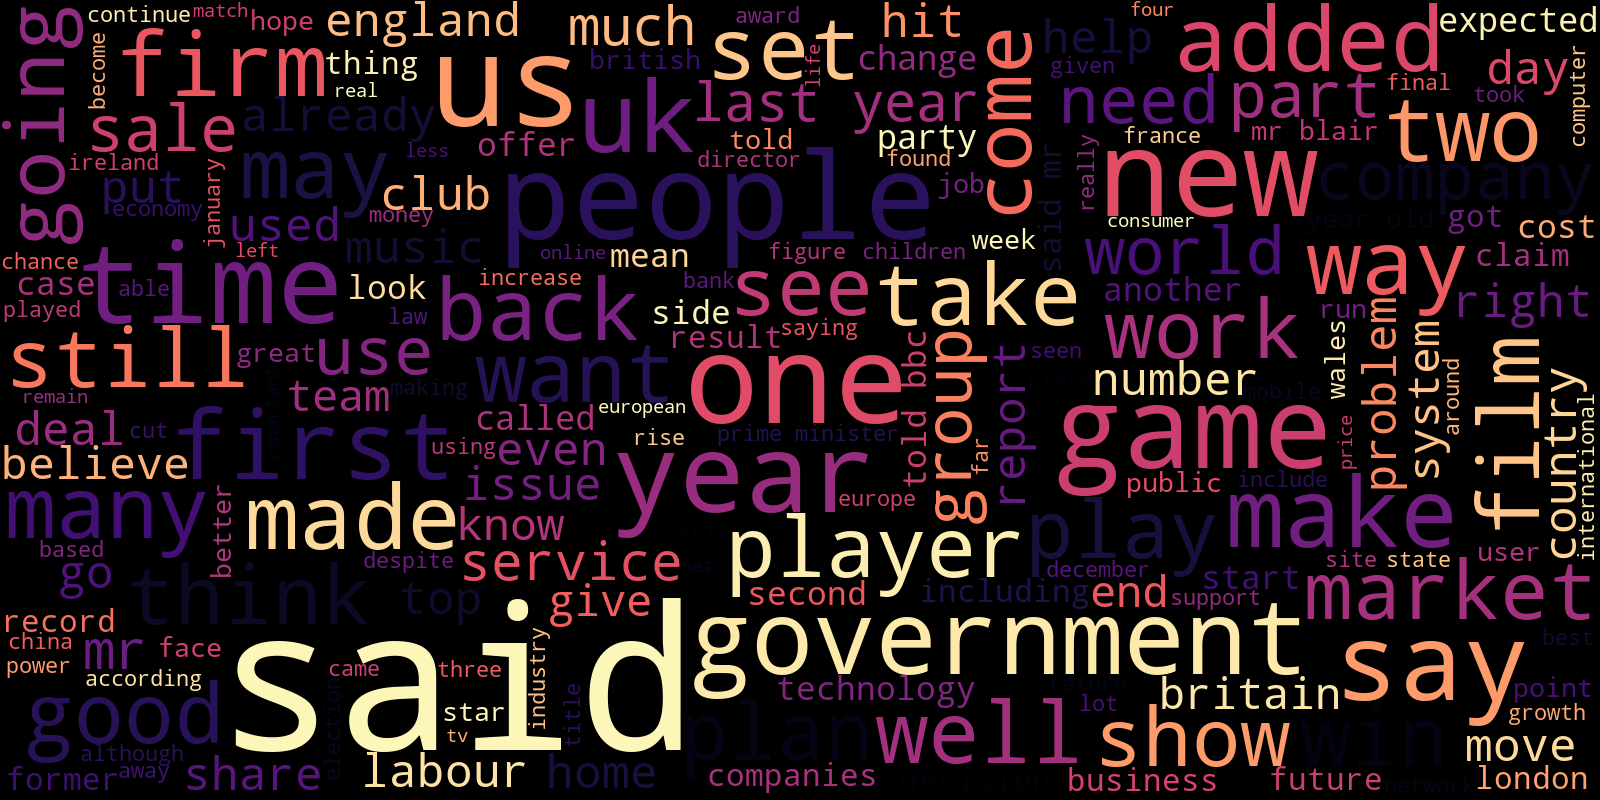 continue
match
hope
england
much
award
hit
four
expected
going
become
firm
thing
real
us
british
set
life
change
come
help
given
added
day
final
took
computer
sale
already
uk
last year
need
part
two
ireland
less
offer
told
director
party
found
france
mr blair
really
new
company
put
economy
january
may
club
money
people
job
said mr
consumer
year old
got
cost
used
music
left
online
mean
figure
children
week
world
way
claim
chance
case
played
able
time
look
law
increase
back
side
bank
see
take
another
run
right
still
great
use
want
result
saying
one
told bbc
group
report
seen
work
wales
problem
system
film
country
international
remain
team
making
called
european
number
mobile
around
deal
cut
important
first
using
even
rise
prime minister
far
game
price
believe
many
better
made
issue
know
year
europe
public
include
make
based
go
despite
service
net
player
play
december
start
site
state
user
think
top
give
second
including
end
support
market
record
china
power
mr
face
said
came
three
industry
government
say
best
according
good
star
tv
title
technology
lot
britain
point
growth
although
election
plan
well
show
win
move
former
away
share
labour
home
companies
decision
business
future
network
london